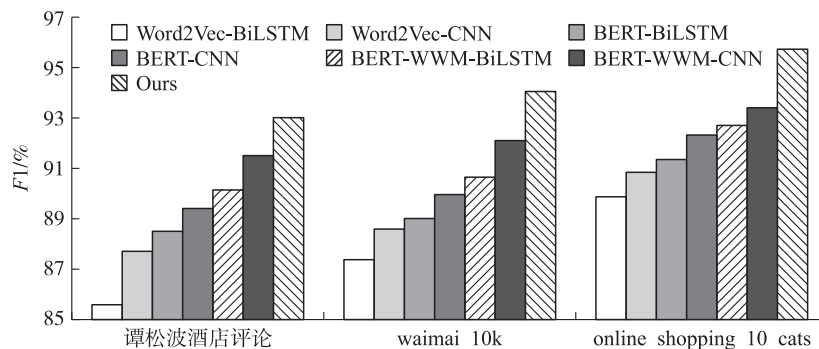 97
95
93
91
89
87
85
F1/%
Word2Vec-BiLSTM Word2Vec-CNN BERT-BiLSTM
BERT-CNN BERT-WWM-BiLSTM BERT-WWM-CNN
Ours
谭松波酒店评论 waimai 10k online shopping 10 cats